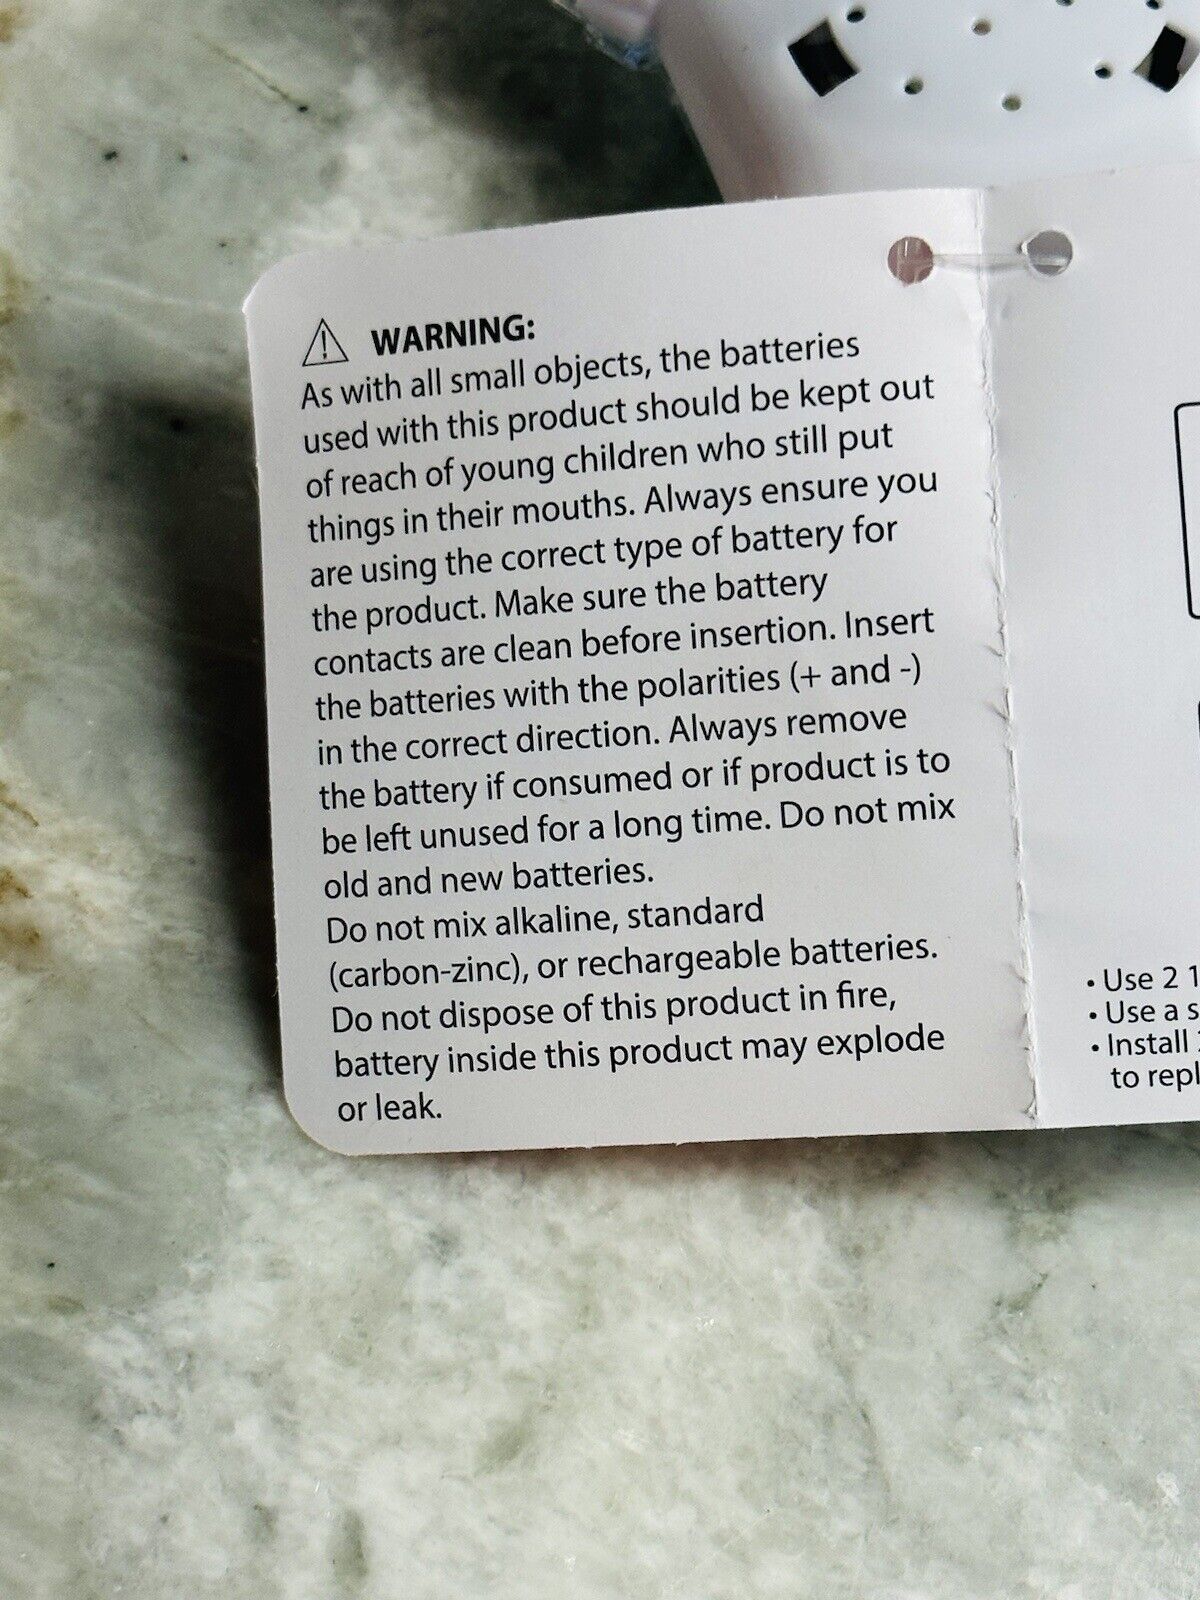 WARNING:
As with all small objects, the batteries
used with this product should be kept out
of reach of young children who still put
things in their mouths. Always ensure you
are using the correct type of battery for
the product. Make sure the battery
contacts are clean before insertion. Insert
the batteries with the polarities (+ and -)
in the correct direction. Always remove
the battery if consumed or if product is to
be left unused for a long time. Do not mix
old and new batteries.
Do not mix alkaline, standard
(carbon-zinc), or rechargeable batteries.
Do not dispose of this product in fire,
battery inside this product may explode
or leak.
• Use 2
• Use a
• Install
to